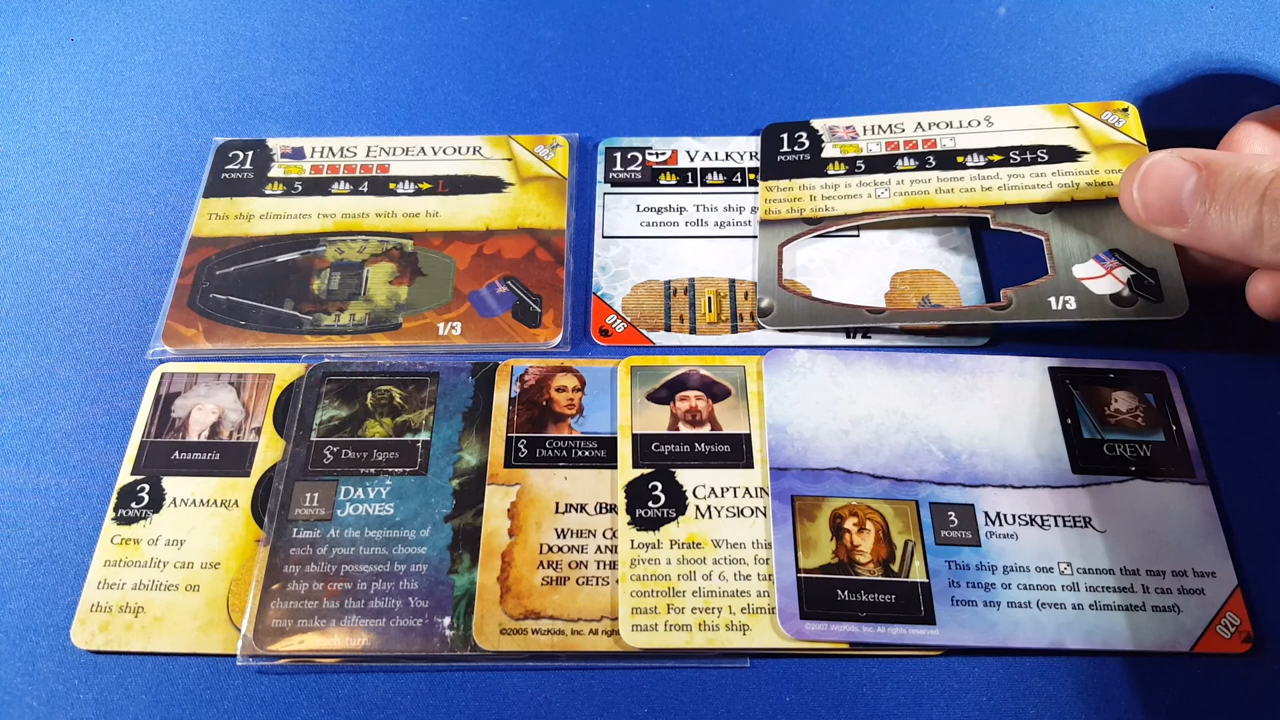 21
POINTS
HMS ENDEAVOUR
003
5
4
L
This ship eliminates two masts with one hit.
1/3
12
POINTS
1
4
Longship. This ship
cannon rolls against
016
1/2
13
POINTS
HMS APOLLO
003
5
3
S+S
When this ship is docked at your home island, you can eliminate one
treasure. It becomes a cannon that can be eliminated only when
this ship sinks.
1/3
Anamaria
3
POINTS
ANAMARIA
Crew of any
nationality can use
their abilities on
this ship.
Davy Jones
11
POINTS
DAVY
JONES
Limit. At the beginning of
each of your turns, choose
any ability possessed by any
ship or crew in play; this
character has that ability. You
may make a different choice
each turn.
COUNTESS
DIANA DOONE
LINK
WHEN
DOONE AND
ARE ON THE
SHIP GETS
©2005 WizKids, Inc. All
Captain Mysion
3
POINTS
CAPTAIN
MYSION
Loyal: Pirate. When this
given a shoot action, for
cannon roll of 6, the
controller eliminates an
mast. For every 1,
mast from this ship.
CREW
Musketeer
3
POINTS
MUSKETEER
(Pirate)
This ship gains one cannon that may not have
its range or cannon roll increased. It can shoot
from any mast (even an eliminated mast).
©2007 WizKids, Inc. All rights reserved.
020